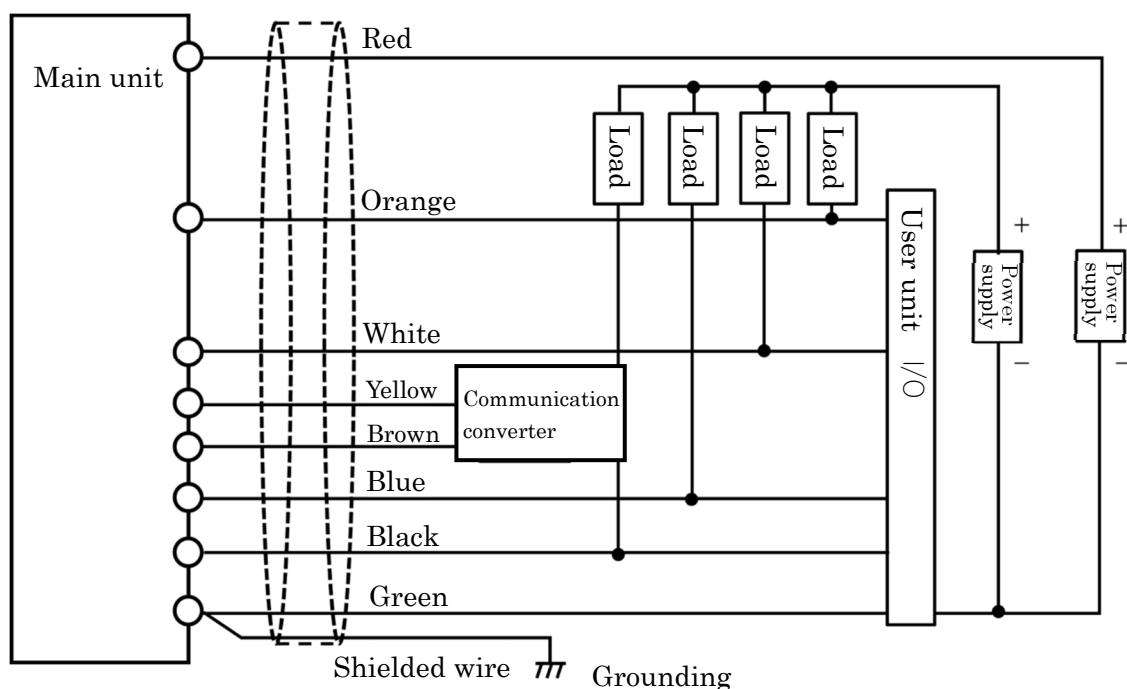 Red
Main unit
Load
Load
Load
Load
Orange
User unit I/O
+
+
Power
supply
Power
supply
White
−
−
Yellow
Communication
converter
Brown
Blue
Black
Green
Shielded wire
Grounding